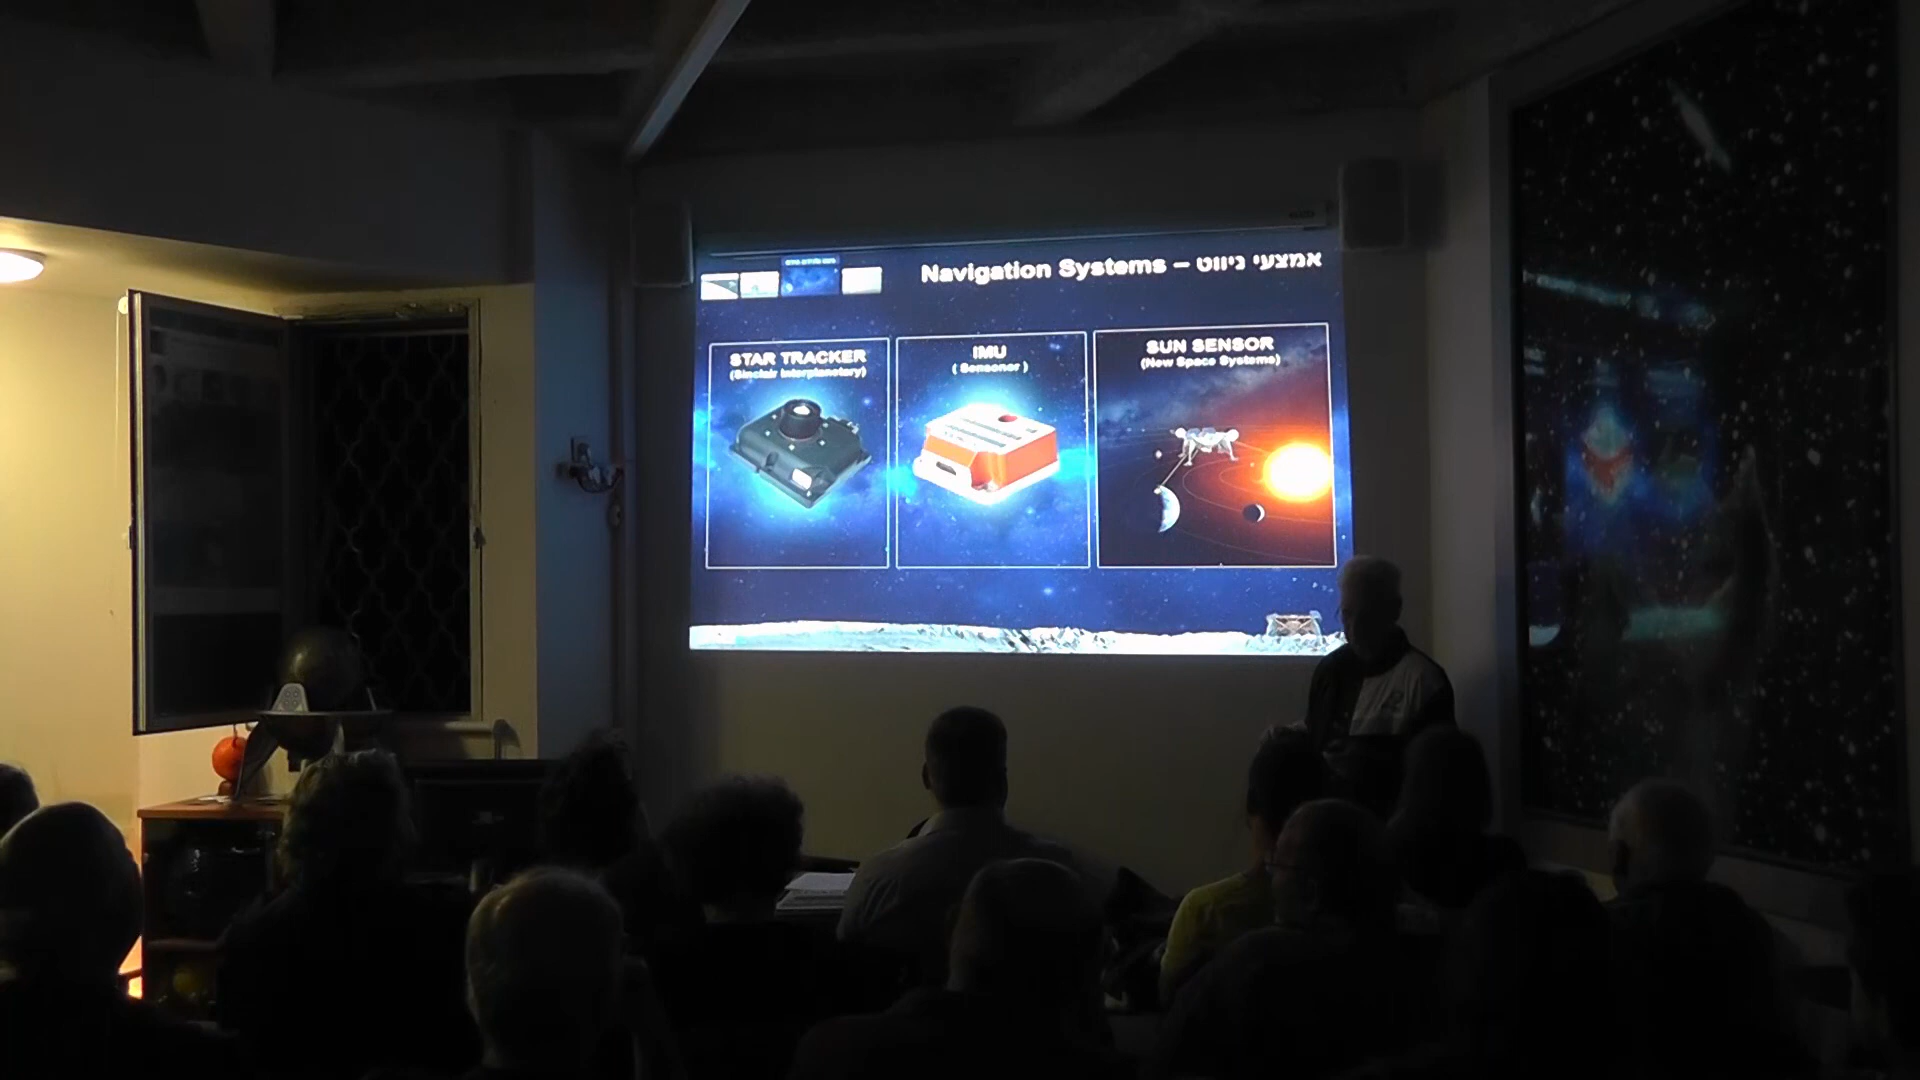 Navigation Systems – אמצעי ניווט
STAR TRACKER
(Sinclair Interplanetary)
IMU
( Sensonor )
SUN SENSOR
(New Space Systems)